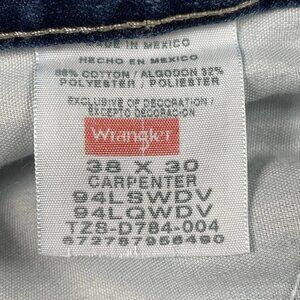 MADE IN MEXICO
HECHO EN MEXICO
68% COTTON / ALGODON 32%
POLYESTER / POLIESTER
EXCLUSIVE OF DECORATION /
EXCEPTO DECORACION
Wrangler
38 X 30
CARPENTER
94LSWDV
94LQWDV
TZS-D784-004
672787956490